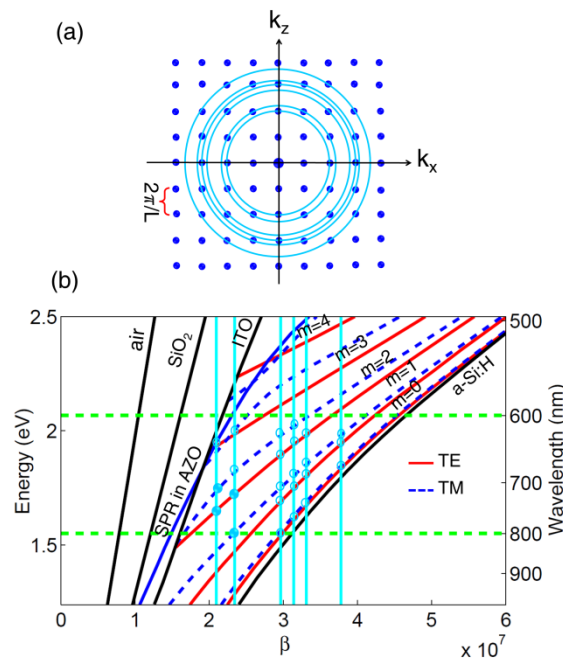 (a)
k_z
k_x
2π/L
(b)
air
SiO₂
ITO
SPR in AZO
m=4
m=3
m=2
m=1
m=0
a-Si:H
TE
TM
Energy (eV)
2.5
2
1.5
Wavelength (nm)
500
600
700
800
900
0 1 2 3 4 5 6
β
x 10⁷